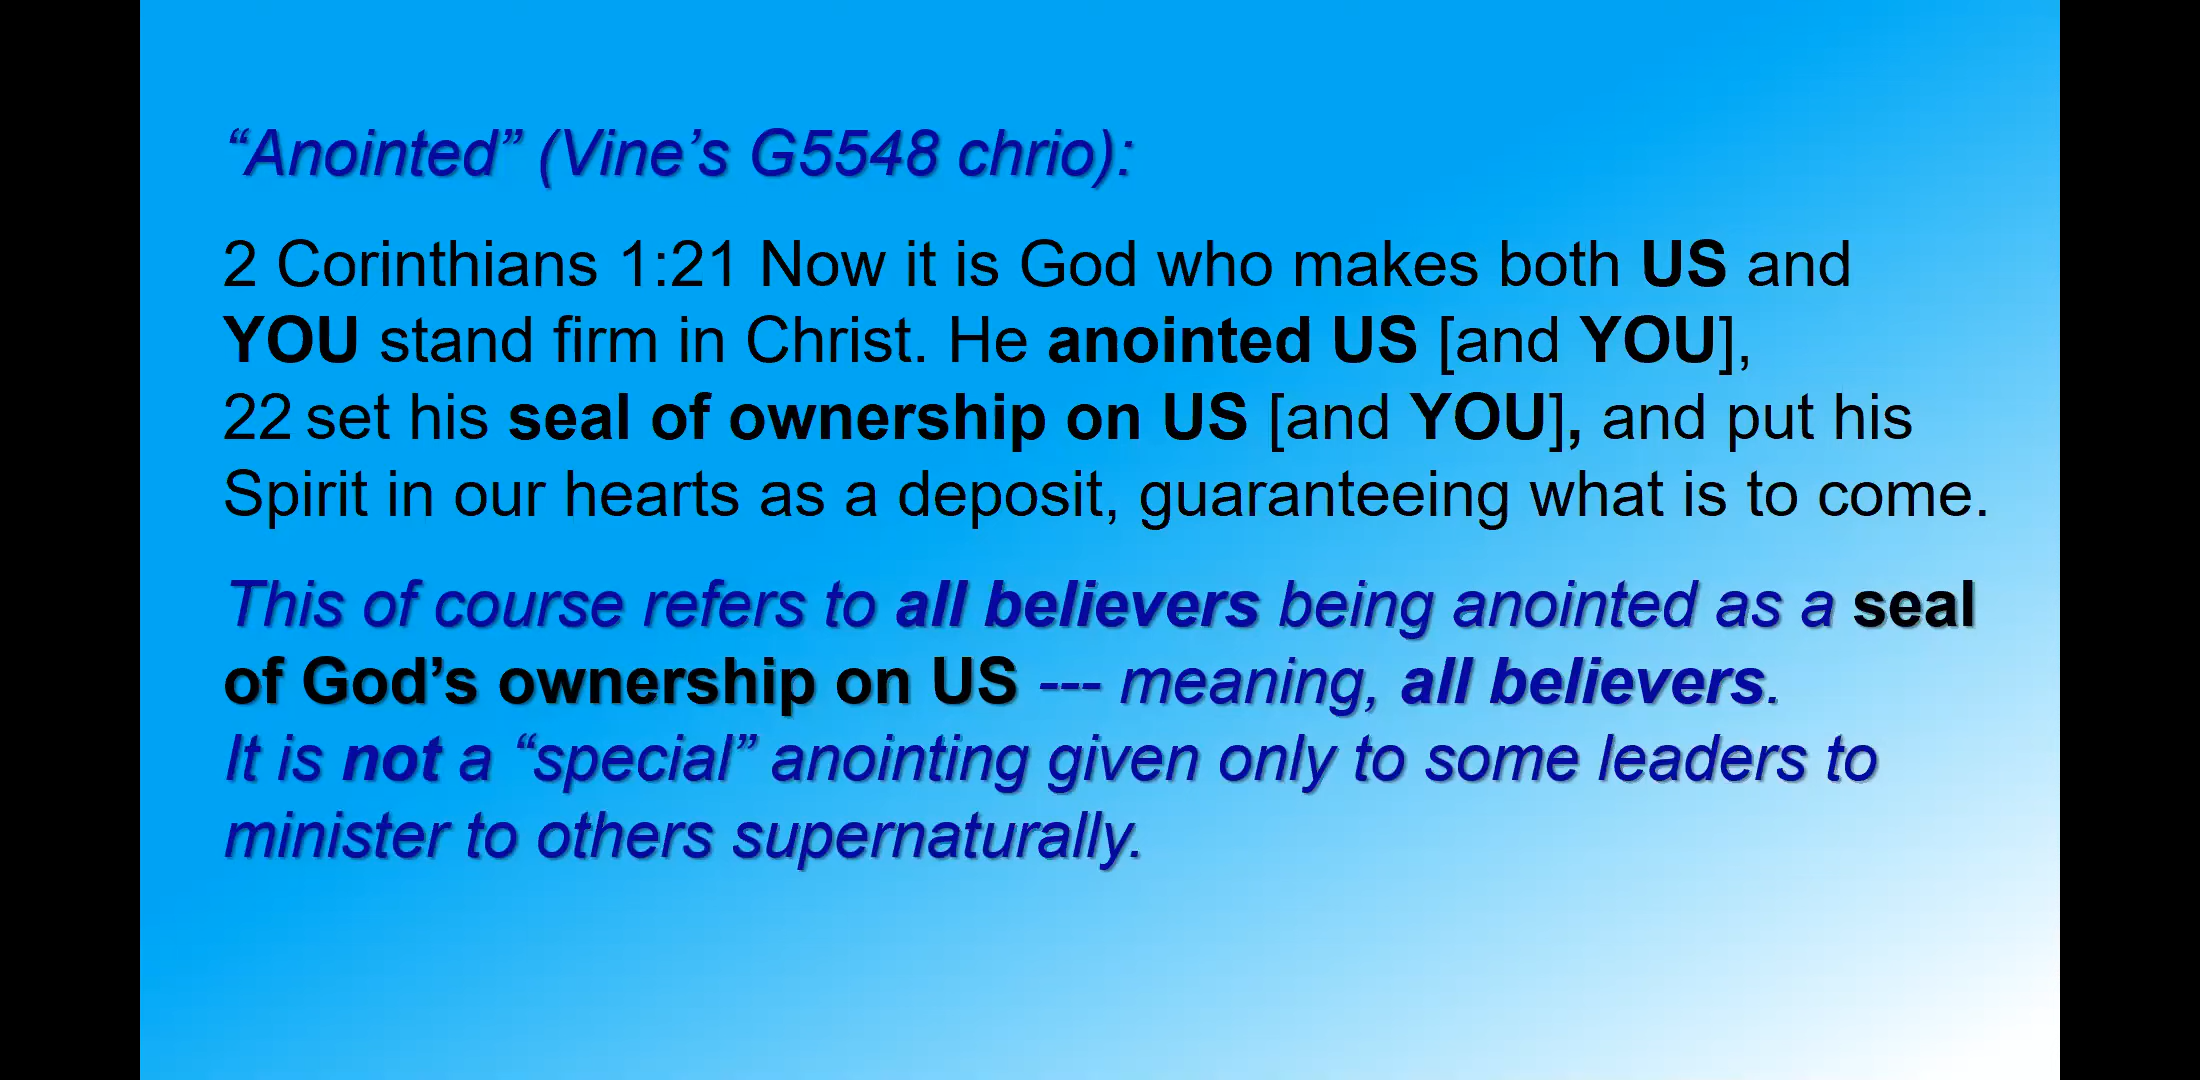 “Anointed” (Vine’s G5548 chrio):
2 Corinthians 1:21 Now it is God who makes both US and
YOU stand firm in Christ. He anointed US [and YOU],
22 set his seal of ownership on US [and YOU], and put his
Spirit in our hearts as a deposit, guaranteeing what is to come.
This of course refers to all believers being anointed as a seal
of God’s ownership on US --- meaning, all believers.
It is not a “special” anointing given only to some leaders to
minister to others supernaturally.